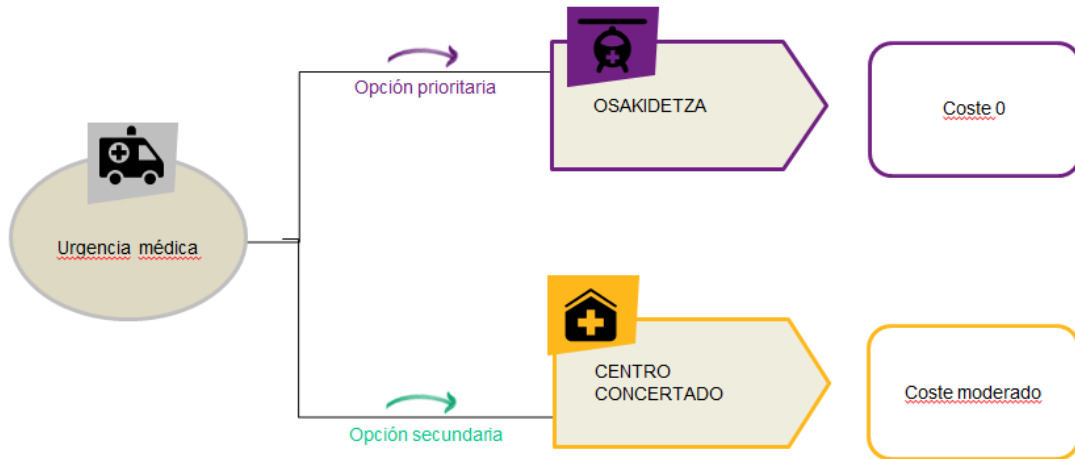 Opción prioritaria
OSAKIDETZA
Coste 0
Urgencia médica
CENTRO
CONCERTADO
Coste moderado
Opción secundaria